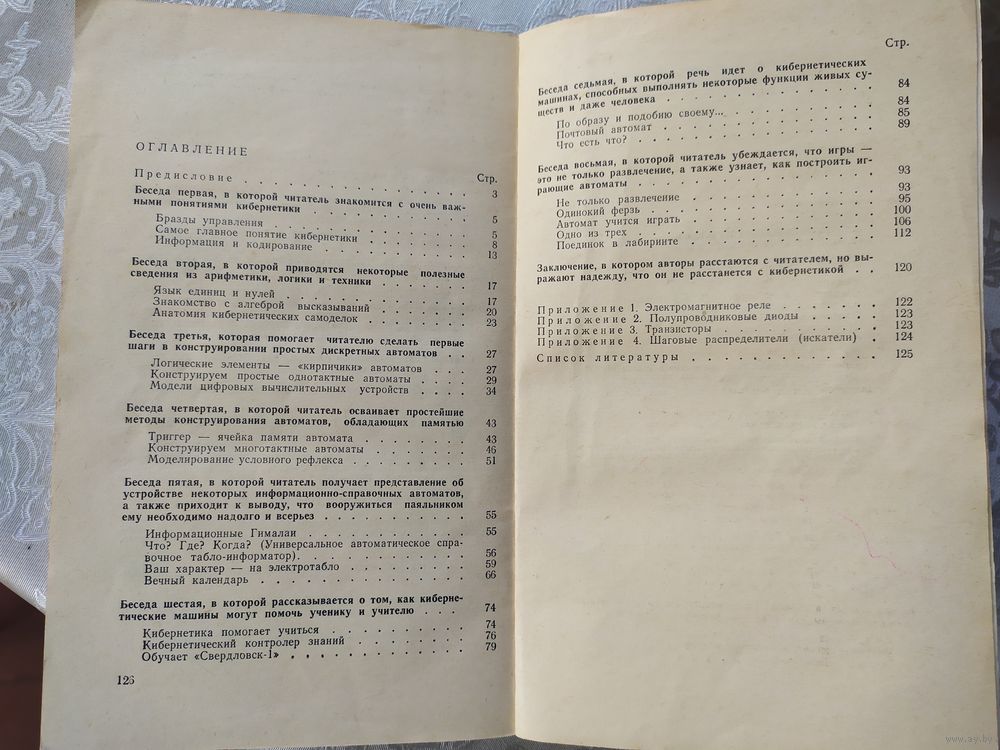 ОГЛАВЛЕНИЕ
Стр.
Предисловие . . . . . . . . . . . . . . . 3
Беседа первая, в которой читатель знакомится с очень важ-
ными понятиями кибернетики . . . . . . . . . . 5
Бразды управления . . . . . . . . . . . . 5
Самое главное понятие кибернетики . . . . . . . 8
Информация и кодирование . . . . . . . . . . 13
Беседа вторая, в которой приводятся некоторые полезные
сведения из арифметики, логики и техники . . . . . . 17
Язык единиц и нулей . . . . . . . . . . . 17
Знакомство с алгеброй высказываний . . . . . . . 20
Анатомия кибернетических самоделок . . . . . . . 23
Беседа третья, которая помогает читателю сделать первые
шаги в конструировании простых дискретных автоматов . . 27
Логические элементы — «кирпичики» автоматов . . . 27
Конструируем простые однотактные автоматы . . . . 29
Модели цифровых вычислительных устройств . . . . 34
Беседа четвертая, в которой читатель осваивает простейшие
методы конструирования автоматов, обладающих памятью 43
Триггер — ячейка памяти автомата . . . . . . . 43
Конструируем многотактные автоматы . . . . . . . 46
Моделирование условного рефлекса . . . . . . . . 51
Беседа пятая, в которой читатель получает представление об
устройстве некоторых информационно-справочных автоматов,
а также приходит к выводу, что вооружиться паяльником
ему необходимо надолго и всерьез . . . . . . . . . . 55
Информационные Гималаи . . . . . . . . . . 55
Что? Где? Когда? (Универсальное автоматическое спра-
вочное табло-информатор). . . . . . . . . . . 56
Ваш характер — на электротабло . . . . . . . . 59
Вечный календарь . . . . . . . . . . . . . 66
Беседа шестая, в которой рассказывается о том, как киберне-
тические машины могут помочь ученику и учителю . . . 74
Кибернетика помогает учиться . . . . . . . . . 74
Кибернетический контролер знаний . . . . . . . . 76
Обучает «Свердловск-1» . . . . . . . . . . . 79
126
Стр.
Беседа седьмая, в которой речь идет о кибернетических
машинах, способных выполнять некоторые функции живых су-
ществ и даже человека . . . . . . . . . . . . 84
По образу и подобию своему... . . . . . . . . . 84
Почтовый автомат . . . . . . . . . . . . . 85
Что есть что? . . . . . . . . . . . . . . 89
Беседа восьмая, в которой читатель убеждается, что игры —
это не только развлечение, а также узнает, как построить иг-
рающие автоматы . . . . . . . . . . . . . . 93
Не только развлечение . . . . . . . . . . . 93
Одинокий ферзь . . . . . . . . . . . . . 95
Автомат учится играть . . . . . . . . . . . 100
Одно из трех . . . . . . . . . . . . . . 106
Поединок в лабиринте . . . . . . . . . . . 112
Заключение, в котором авторы расстаются с читателем, но вы-
ражают надежду, что он не расстанется с кибернетикой . . 120
Приложение 1. Электромагнитное реле . . . . . . . 122
Приложение 2. Полупроводниковые диоды . . . . . . 123
Приложение 3. Транзисторы . . . . . . . . . . 123
Приложение 4. Шаговые распределители (искатели) . 124
Список литературы . . . . . . . . . . . . . 125
www.ay.by